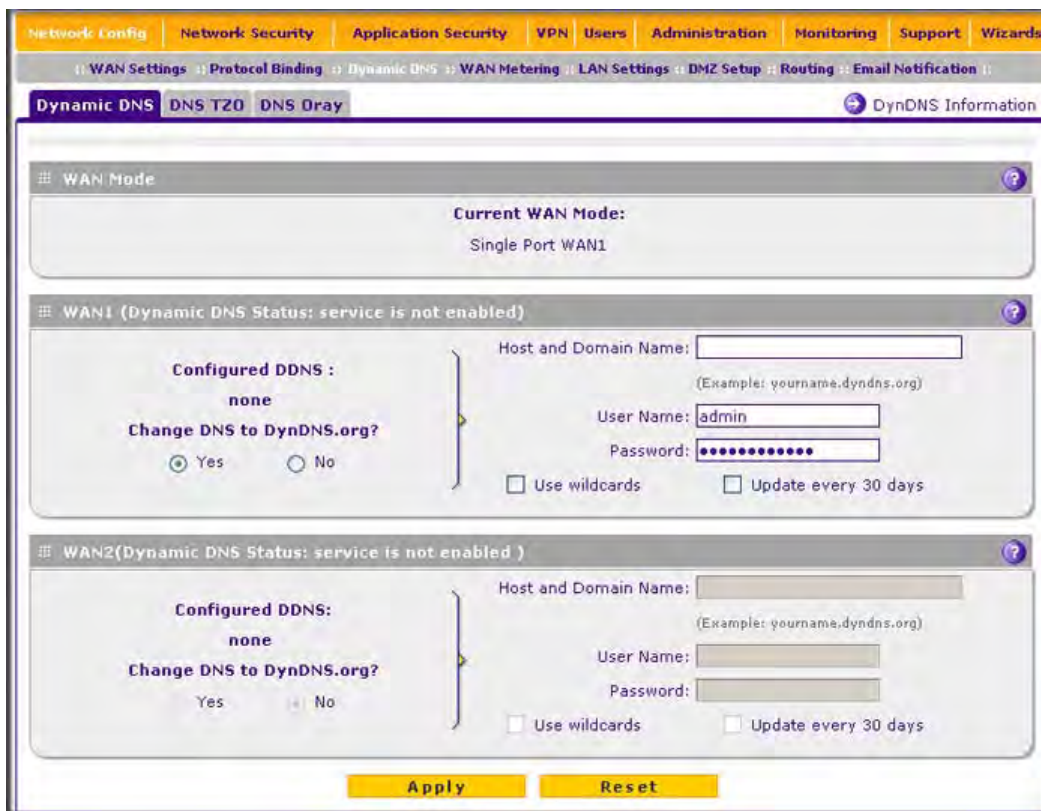 Network Config Network Security Application Security VPN Users Administration Monitoring Support Wizards
:: WAN Settings :: Protocol Binding :: Dynamic DNS :: WAN Metering :: LAN Settings :: DMZ Setup :: Routing :: Email Notification ::
Dynamic DNS DNS TZO DNS Oray DynDNS Information
WAN Mode
Current WAN Mode:
Single Port WAN1
WAN1 (Dynamic DNS Status: service is not enabled)
Configured DDNS :
none
Change DNS to DynDNS.org?
Yes No
Host and Domain Name:
(Example: yourname.dyndns.org)
User Name: admin
Password: ••••••••••••
Use wildcards Update every 30 days
WAN2(Dynamic DNS Status: service is not enabled )
Configured DDNS:
none
Change DNS to DynDNS.org?
Yes No
Host and Domain Name:
(Example: yourname.dyndns.org)
User Name:
Password:
Use wildcards Update every 30 days
Apply Reset